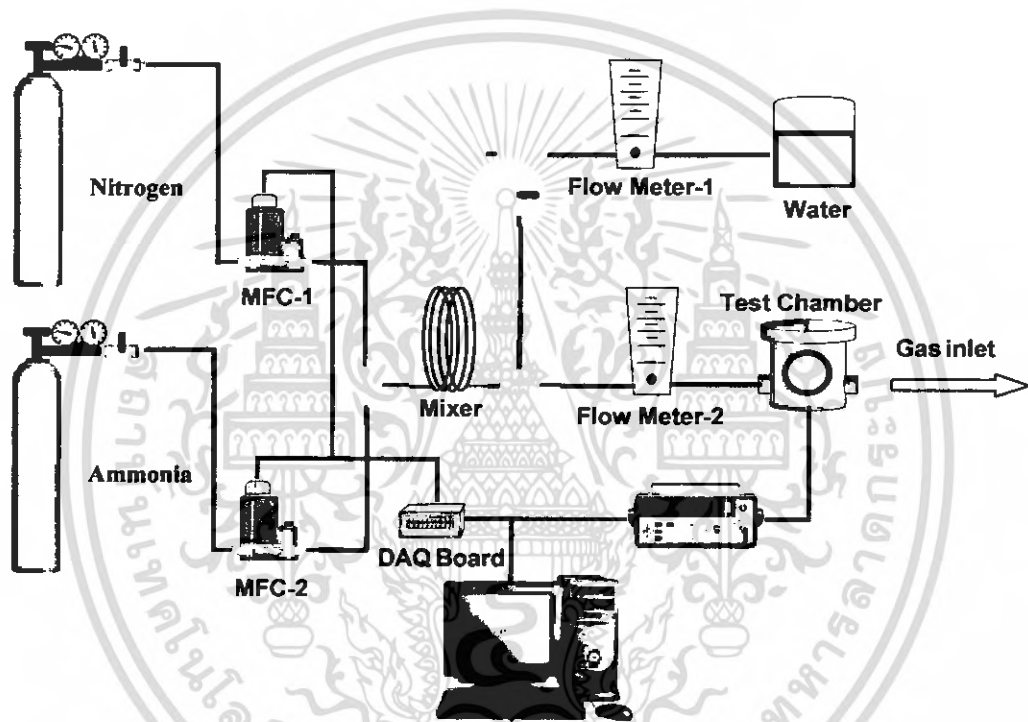 Nitrogen
MFC-1
Ammonia
MFC-2
Mixer
Flow Meter-1
Water
Flow Meter-2
Test Chamber
Gas inlet
DAQ Board